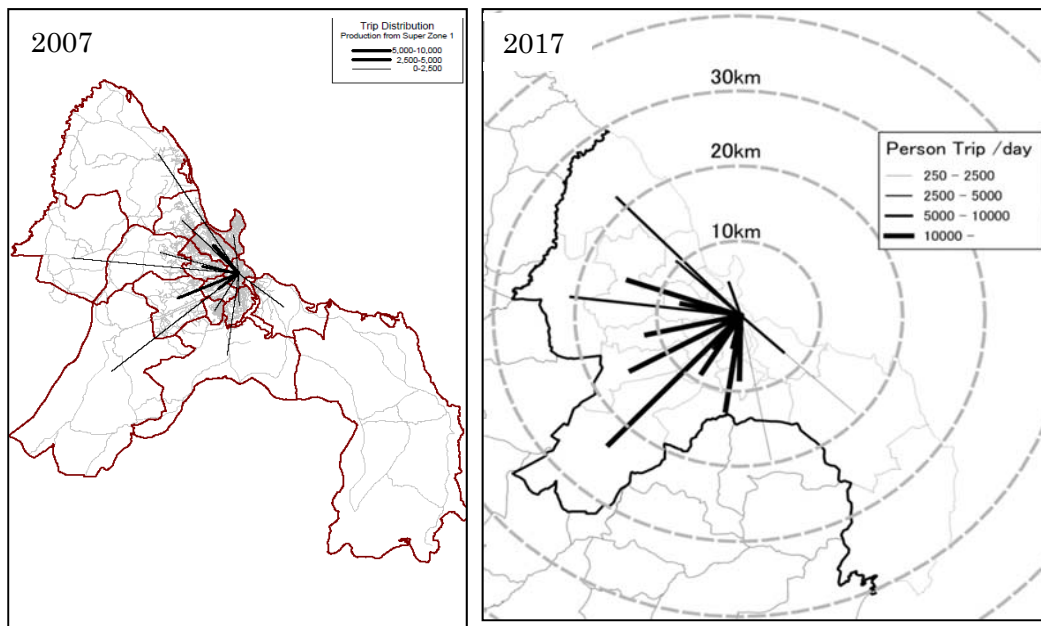 2007
Trip Distribution
Production from Super Zone 1
5,000-10,000
2,500-5,000
0-2,500
2017
30km
20km
10km
Person Trip /day
250 - 2500
2500 - 5000
5000 - 10000
10000 -